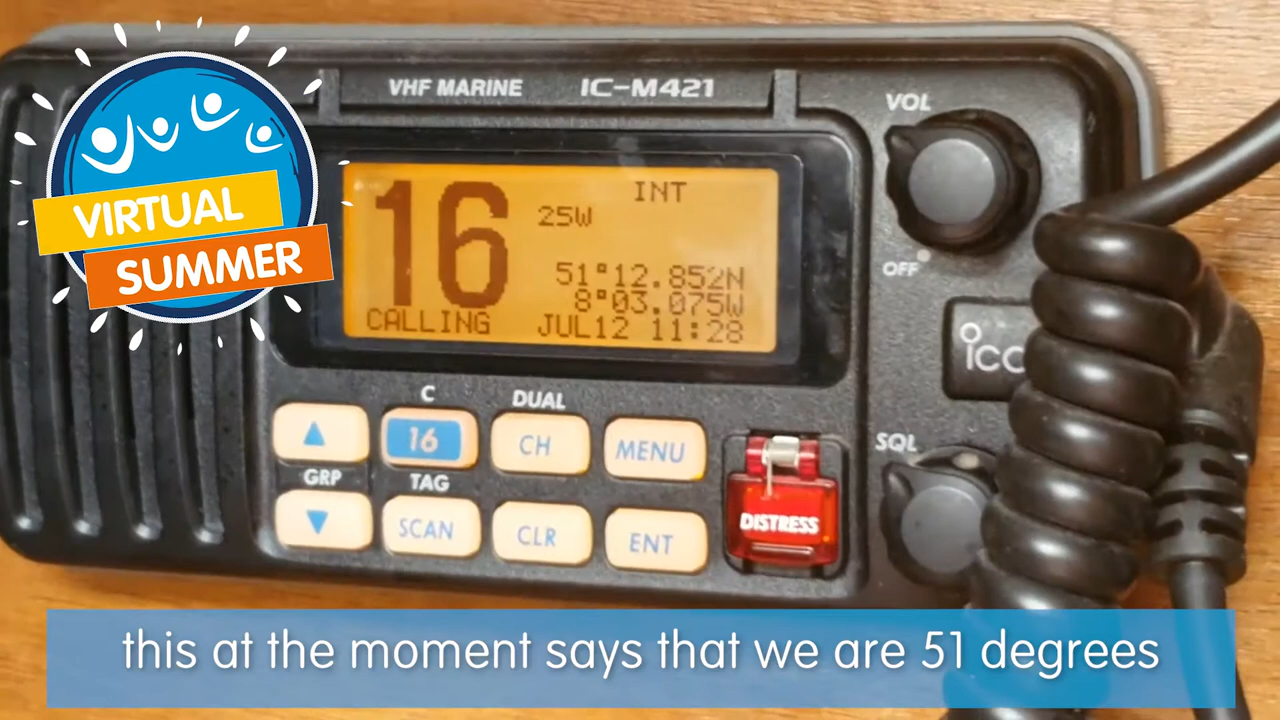 VHF MARINE IC-M421
VIRTUAL
SUMMER
VOL
OFF
16
INT
25W
51°12.852N
8°03.075W
CALLING JUL12 11:28
C
DUAL
16
CH
MENU
GRP
TAG
SCAN
CLR
ENT
DISTRESS
SQL
this at the moment says that we are 51 degrees